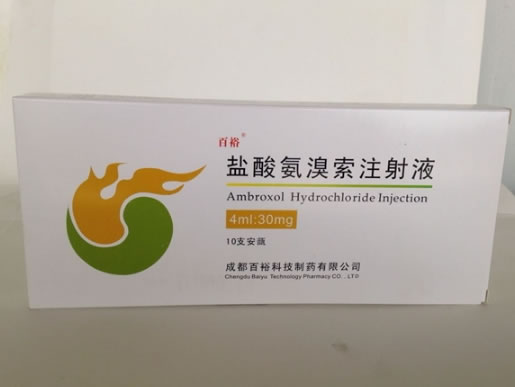 百裕®
盐酸氨溴索注射液
Ambroxol Hydrochloride Injection
4ml:30mg
10支安瓿
成都百裕科技制药有限公司
Chengdu Baiyu Technology Pharmacy CO. ., LTD